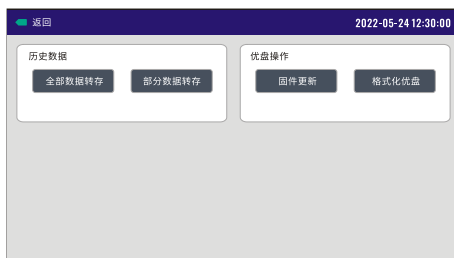 返回
2022-05-24 12:30:00
历史数据
全部数据转存
部分数据转存
优盘操作
固件更新
格式化优盘